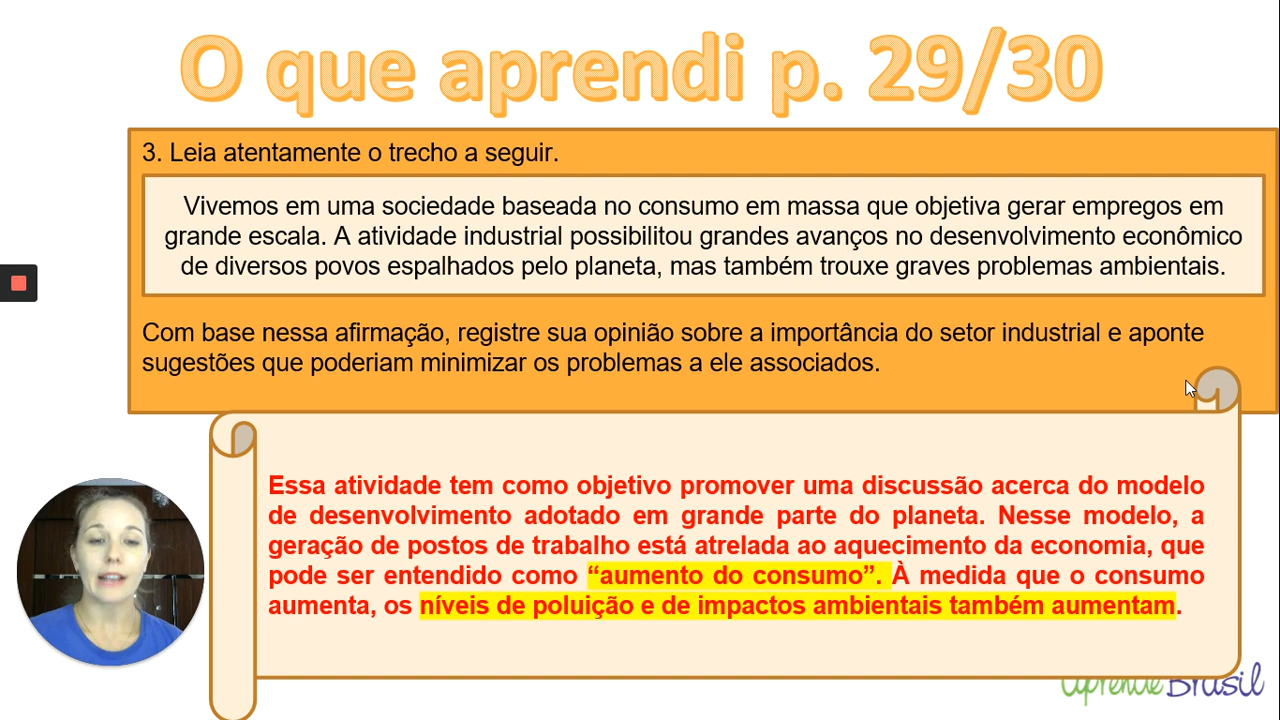 O que aprendi p. 29/30
3. Leia atentamente o trecho a seguir.
Vivemos em uma sociedade baseada no consumo em massa que objetiva gerar empregos em
grande escala. A atividade industrial possibilitou grandes avanços no desenvolvimento econômico
de diversos povos espalhados pelo planeta, mas também trouxe graves problemas ambientais.
Com base nessa afirmação, registre sua opinião sobre a importância do setor industrial e aponte
sugestões que poderiam minimizar os problemas a ele associados.
Essa atividade tem como objetivo promover uma discussão acerca do modelo
de desenvolvimento adotado em grande parte do planeta. Nesse modelo, a
geração de postos de trabalho está atrelada ao aquecimento da economia, que
pode ser entendido como “aumento do consumo”. À medida que o consumo
aumenta, os níveis de poluição e de impactos ambientais também aumentam.
aprende Brasil